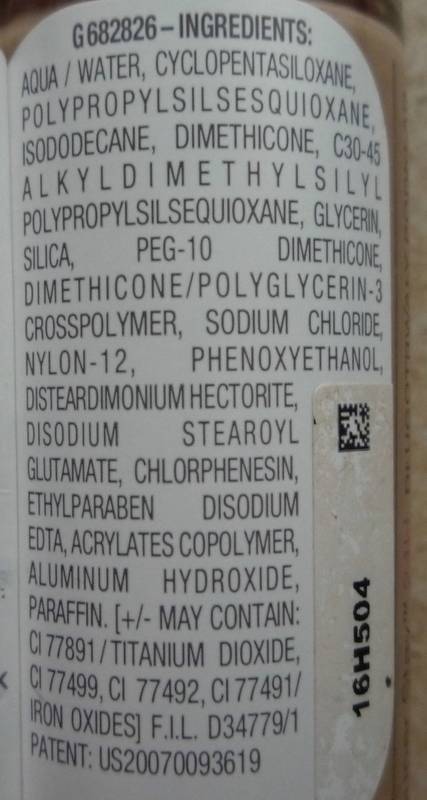 G 682826 – INGREDIENTS:
AQUA / WATER, CYCLOPENTASILOXANE,
POLYPROPYLSILSESQUIOXANE,
ISODODECANE, DIMETHICONE, C30-45
ALKYLDIMETHYLSILYL
POLYPROPYLSILSEQUIOXANE, GLYCERIN,
SILICA, PEG-10 DIMETHICONE,
DIMETHICONE/POLYGLYCERIN-3
CROSSPOLYMER, SODIUM CHLORIDE,
NYLON-12, PHENOXYETHANOL,
DISTEARDIMONIUM HECTORITE,
DISODIUM STEAROYL
GLUTAMATE, CHLORPHENESIN,
ETHYLPARABEN DISODIUM
EDTA, ACRYLATES COPOLYMER,
ALUMINUM HYDROXIDE,
PARAFFIN. [+/- MAY CONTAIN:
CI 77891 / TITANIUM DIOXIDE,
CI 77499, CI 77492, CI 77491/
IRON OXIDES] F.I.L. D34779/1
PATENT: US20070093619
16H504